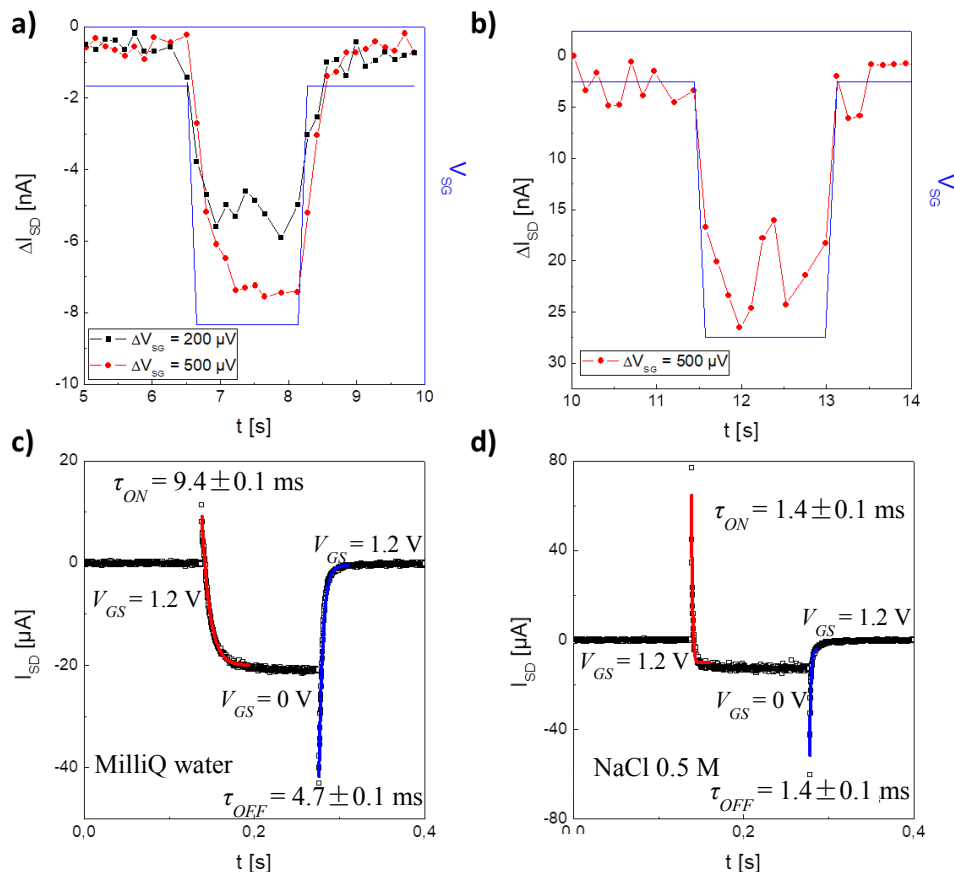 a)
0
-2
-4
-6
-8
-10
ΔI_SD [nA]
V_SG
ΔV_SG = 200 µV
ΔV_SG = 500 µV
5 6 7 8 9 10
t [s]
b)
0
5
10
15
20
25
30
ΔI_SD [nA]
V_SG
ΔV_SG = 500 µV
10 11 12 13 14
t [s]
c)
20
0
-20
-40
I_SD [µA]
τ_ON = 9.4±0.1 ms
V_GS = 1.2 V
V_GS = 1.2 V
V_GS = 0 V
MilliQ water
τ_OFF = 4.7±0.1 ms
0,0 0,2 0,4
t [s]
d)
80
40
0
-40
-80
I_SD [µA]
τ_ON = 1.4±0.1 ms
V_GS = 1.2 V
V_GS = 1.2 V
V_GS = 0 V
NaCl 0.5 M
τ_OFF = 1.4±0.1 ms
0,0 0,2 0,4
t [s]